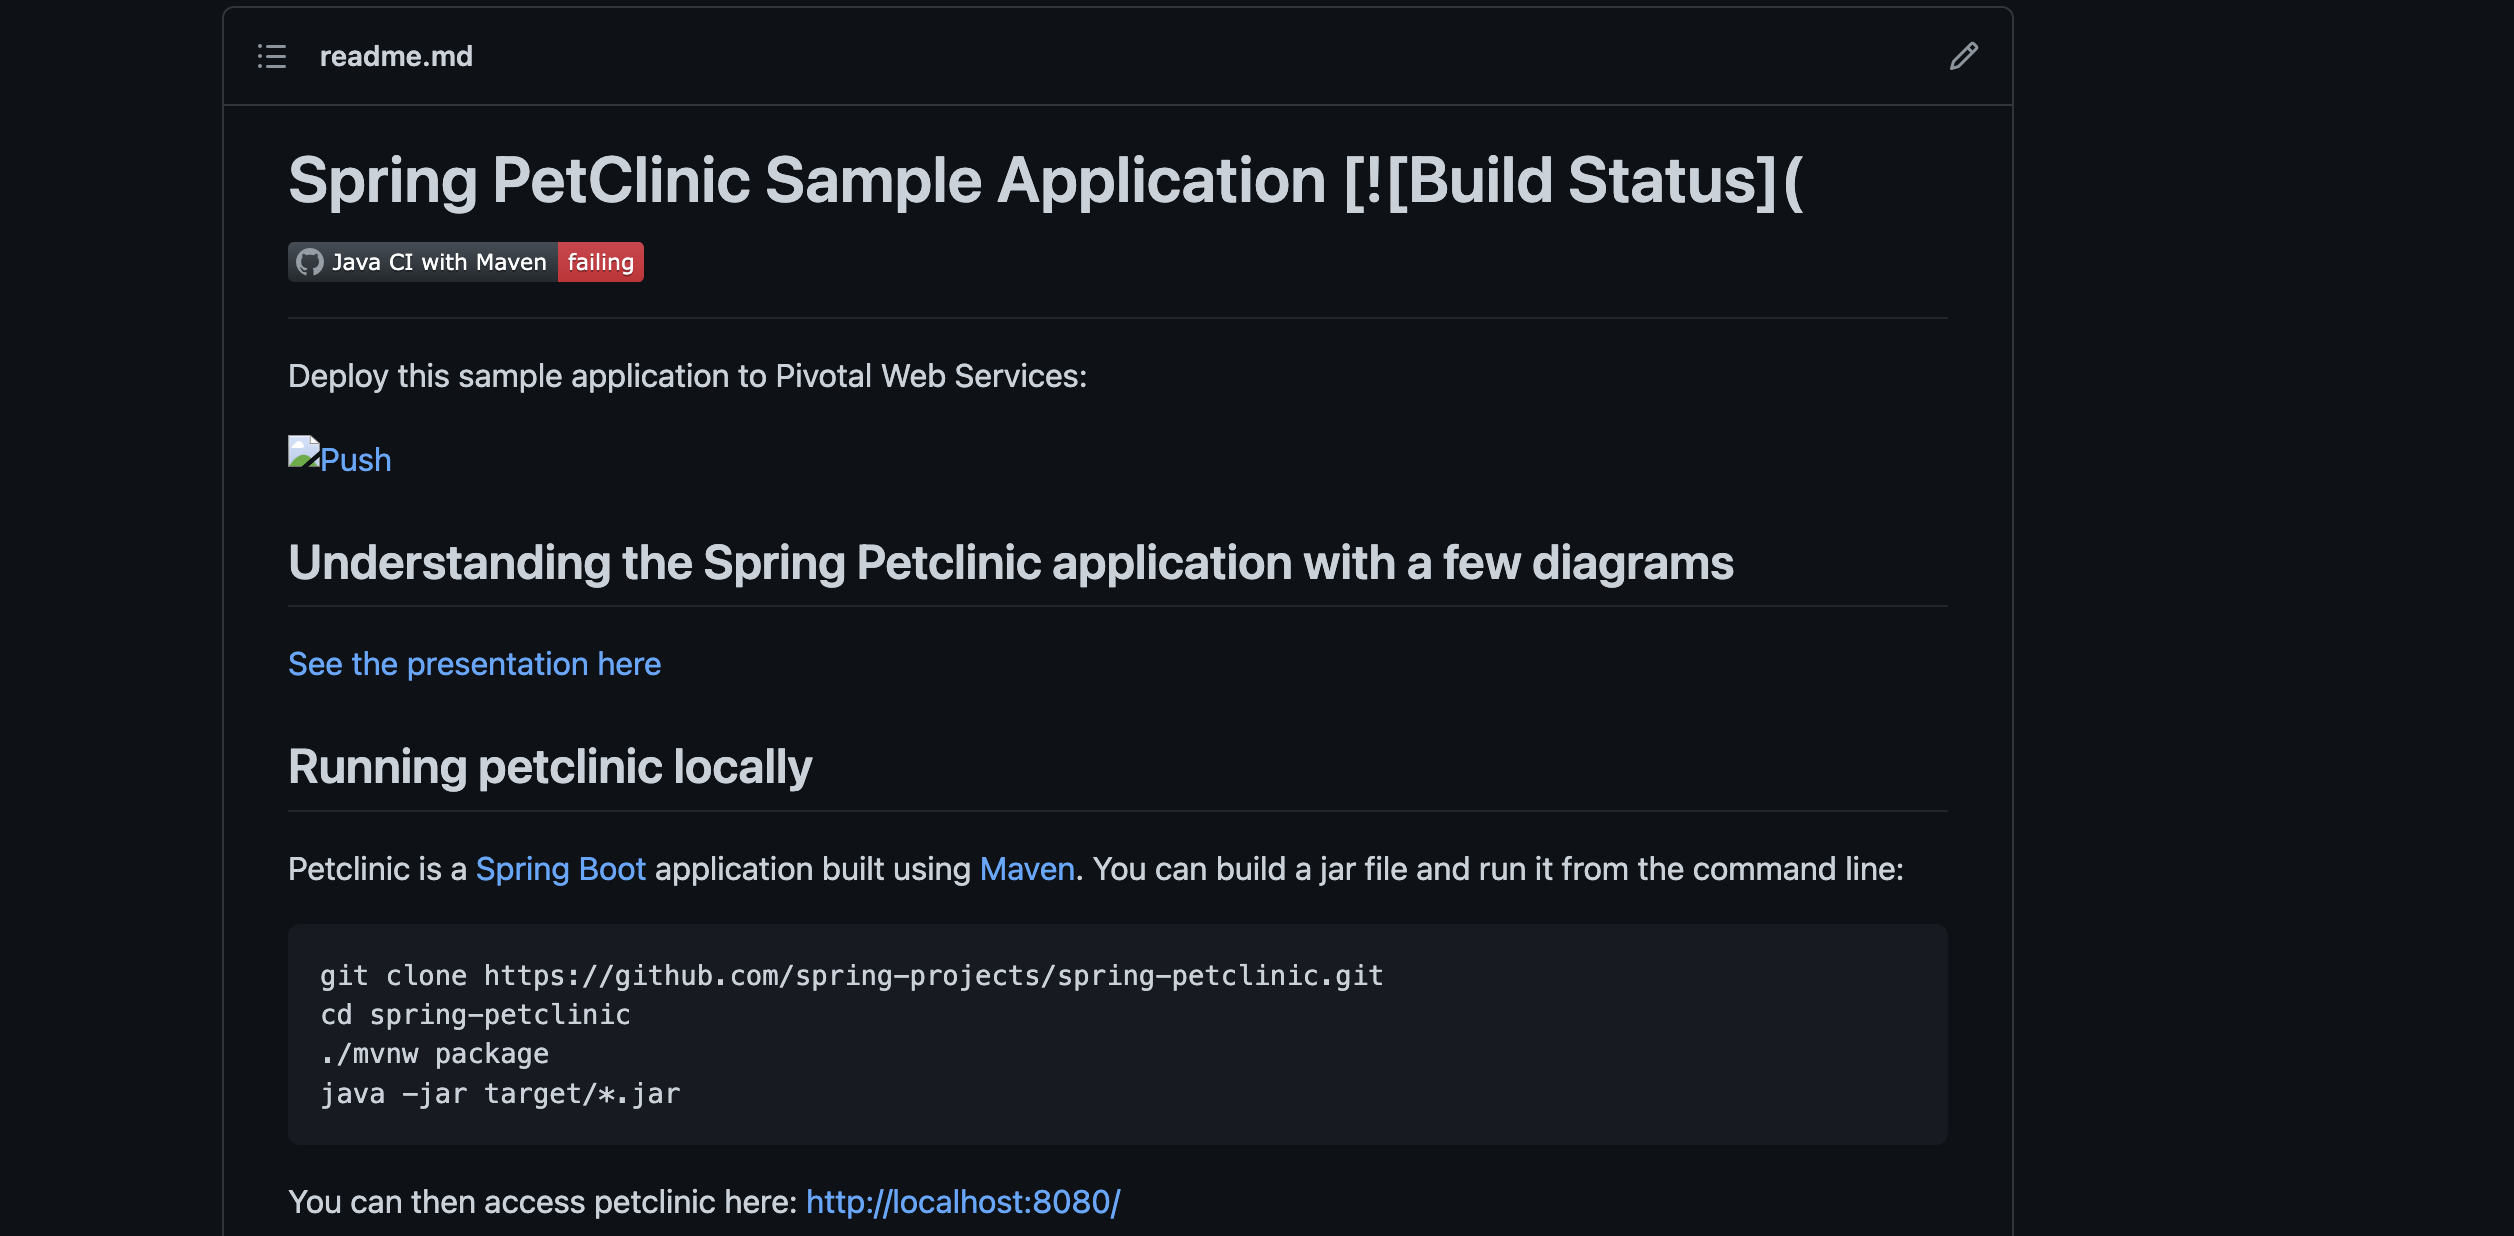 readme.md
Spring PetClinic Sample Application [![Build Status](
Java CI with Maven failing
Deploy this sample application to Pivotal Web Services:
Push
Understanding the Spring Petclinic application with a few diagrams
See the presentation here
Running petclinic locally
Petclinic is a Spring Boot application built using Maven. You can build a jar file and run it from the command line:
git clone https://github.com/spring-projects/spring-petclinic.git
cd spring-petclinic
./mvnw package
java -jar target/*.jar
You can then access petclinic here: http://localhost:8080/